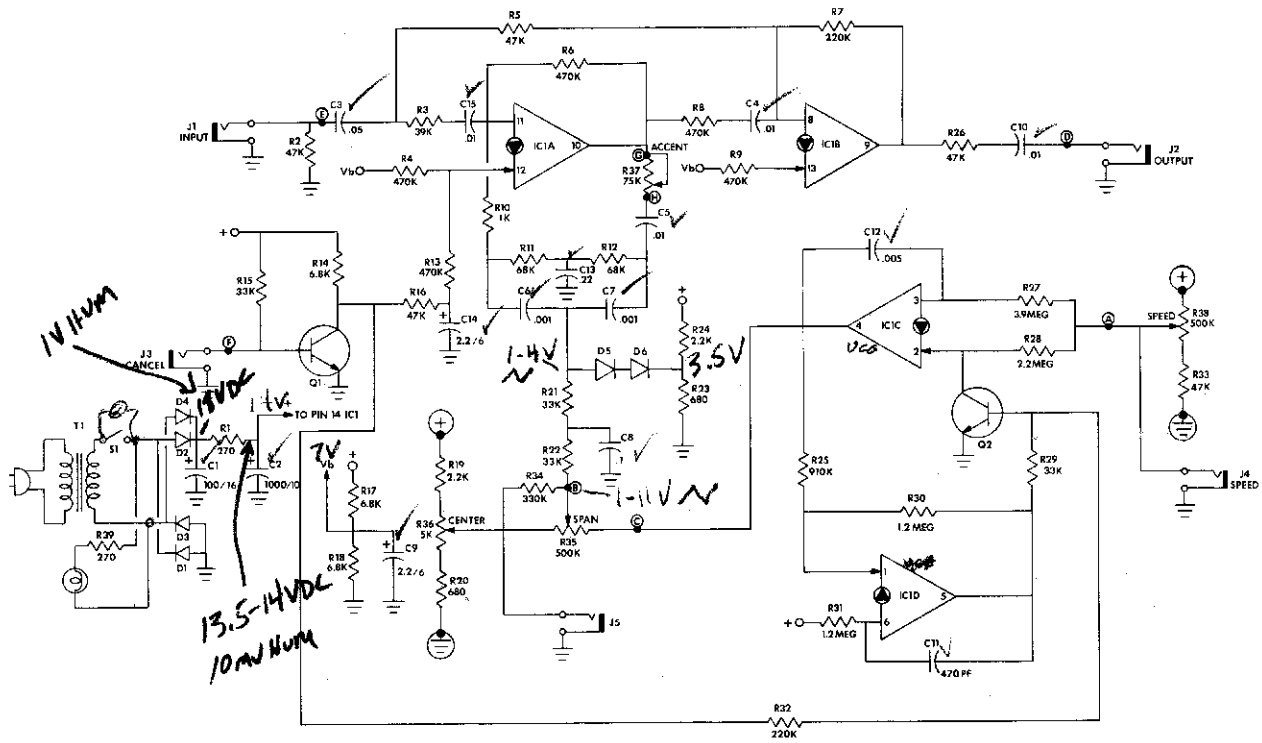 R5
47K
R7
220K
R6
470K
E
C3
.05
R3
39K
C15
.01
11
12
IC1A
10
R8
470K
C4
.01
8
13
IC1B
9
R26
47K
C10
.01
D
J1
INPUT
R2
47K
Vb
R4
470K
G
ACCENT
R37
75K
H
Vb
R9
470K
J2
OUTPUT
R10
1K
C5
.01
R11
68K
R12
68K
C13
.22
C12
.005
+
R15
33K
R14
6.8K
R13
470K
R16
47K
C14
2.2/6
+
C6
.001
C7
.001
+
R24
2.2K
4
IC1C
VCO
3
2
R27
3.9MEG
R28
2.2MEG
A
SPEED
+
R38
500K
R33
47K
1V HUM
J3
CANCEL
F
Q1
1-4V
D5
D6
3.5V
R23
680
R21
33K
18VDC
14V+
TO PIN 14 IC1
T1
S1
D4
D2
R1
270
+
C1
100/16
+
C2
1000/10
D3
D1
R39
270
13.5-14VDC
10mV HUM
7V
Vb
+
R17
6.8K
R18
6.8K
+
C9
2.2/6
+
R19
2.2K
R36
5K
CENTER
R20
680
R22
33K
C8
R34
330K
B
1-11V
SPAN
R35
500K
C
J5
Q2
R25
910K
R29
33K
R30
1.2 MEG
J4
SPEED
1
6
IC1D
5
+
R31
1.2MEG
C11
470 PF
R32
220K